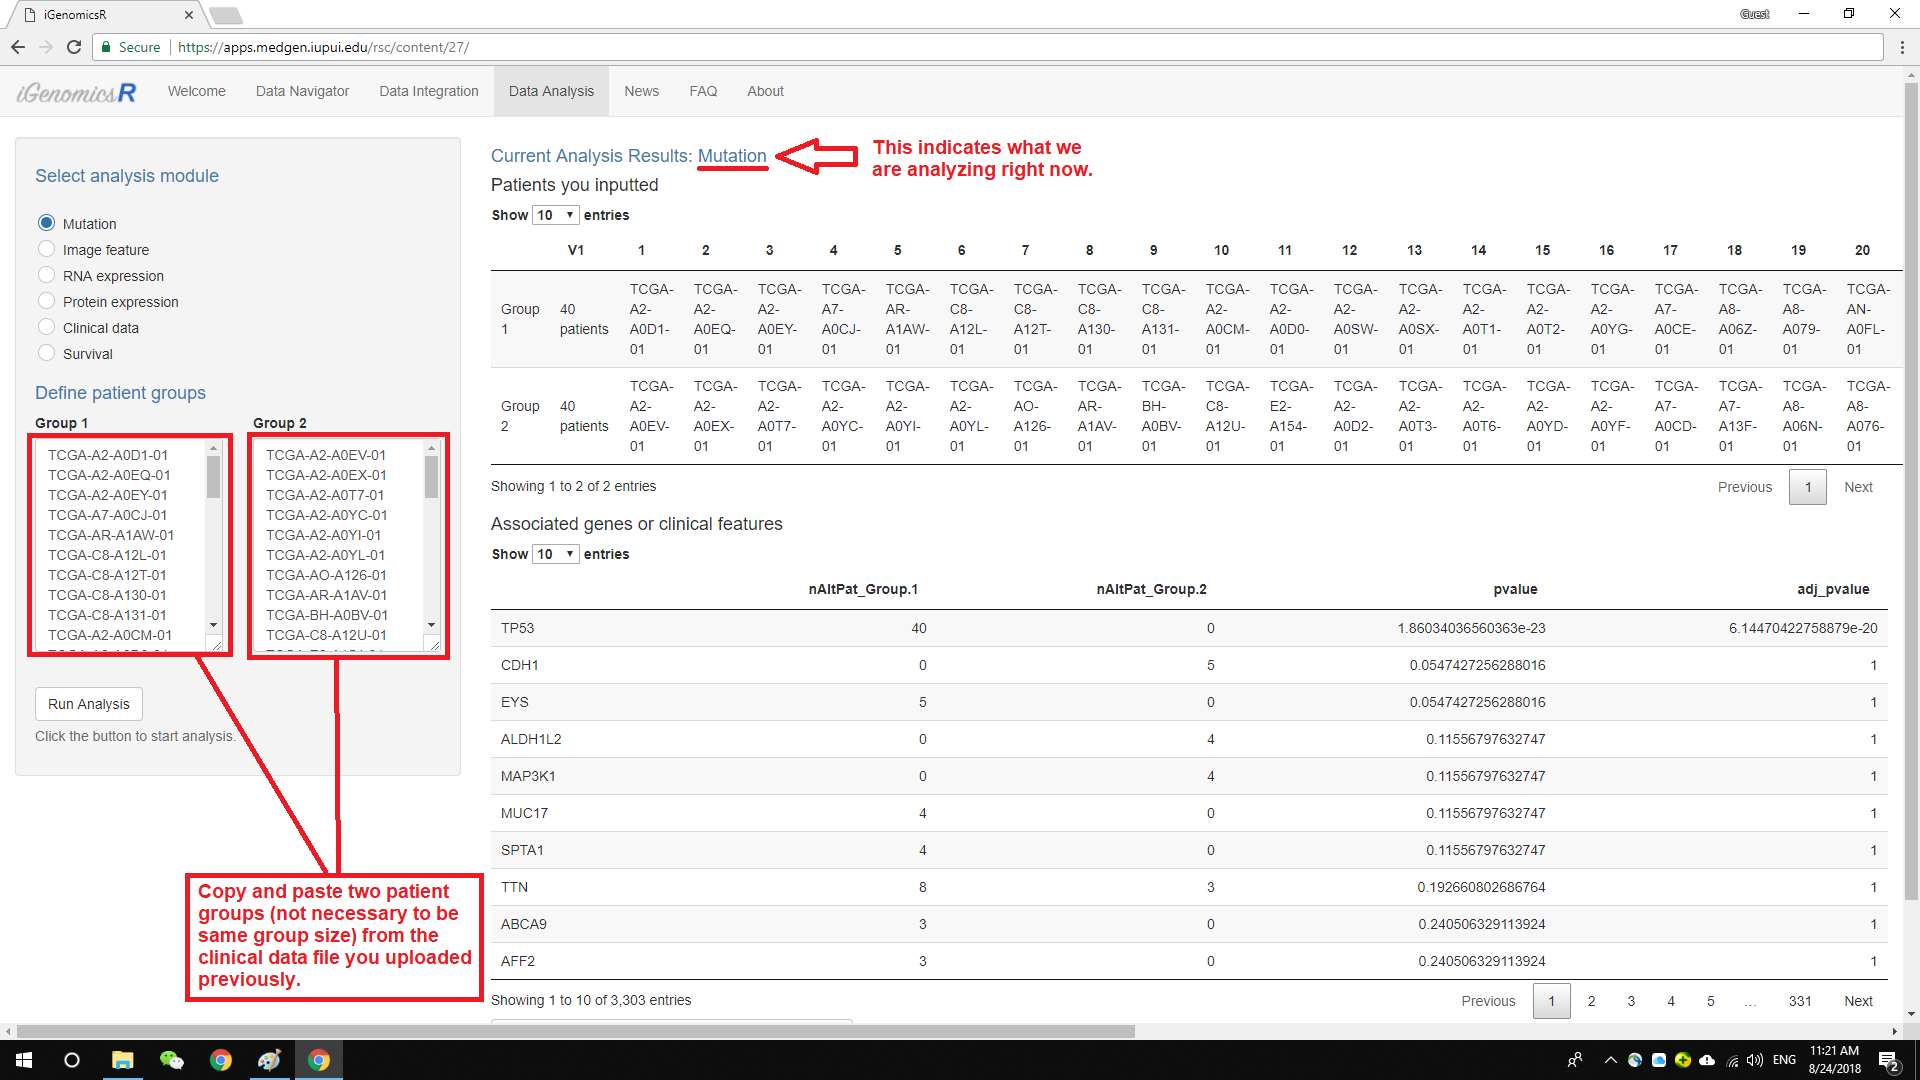 iGenomicsR
Guest
Secure
https://apps.medgen.iupui.edu/rsc/content/27/
iGenomicsR
Welcome
Data Navigator
Data Integration
Data Analysis
News
FAQ
About
Select analysis module
Mutation
Image feature
RNA expression
Protein expression
Clinical data
Survival
Define patient groups
Group 1
Group 2
TCGA-A2-A0D1-01
TCGA-A2-A0EQ-01
TCGA-A2-A0EY-01
TCGA-A7-A0CJ-01
TCGA-AR-A1AW-01
TCGA-C8-A12L-01
TCGA-C8-A12T-01
TCGA-C8-A130-01
TCGA-C8-A131-01
TCGA-A2-A0CM-01
TCGA-A2-A0EV-01
TCGA-A2-A0EX-01
TCGA-A2-A0T7-01
TCGA-A2-A0YC-01
TCGA-A2-A0YI-01
TCGA-A2-A0YL-01
TCGA-AO-A126-01
TCGA-AR-A1AV-01
TCGA-BH-A0BV-01
TCGA-C8-A12U-01
Run Analysis
Click the button to start analysis.
Copy and paste two patient
groups (not necessary to be
same group size) from the
clinical data file you uploaded
previously.
Current Analysis Results: Mutation
This indicates what we
are analyzing right now.
Patients you inputted
Show 10 entries
V1 1 2 3 4 5 6 7 8 9 10 11 12 13 14 15 16 17 18 19 20
TCGA- TCGA- TCGA- TCGA- TCGA- TCGA- TCGA- TCGA- TCGA- TCGA- TCGA- TCGA- TCGA- TCGA- TCGA- TCGA- TCGA- TCGA- TCGA- TCGA-
Group 40 A2- A2- A2- A7- AR- C8- C8- C8- C8- A2- A2- A2- A2- A2- A2- A2- A7- A8- A8- AN-
1 patients A0D1- A0EQ- A0EY- A0CJ- A1AW- A12L- A12T- A130- A131- A0CM- A0D0- A0SW- A0SX- A0T1- A0T2- A0YG- A0CE- A06Z- A079- A0FL-
01 01 01 01 01 01 01 01 01 01 01 01 01 01 01 01 01 01 01 01
TCGA- TCGA- TCGA- TCGA- TCGA- TCGA- TCGA- TCGA- TCGA- TCGA- TCGA- TCGA- TCGA- TCGA- TCGA- TCGA- TCGA- TCGA- TCGA- TCGA-
Group 40 A2- A2- A2- A2- A2- A2- AO- AR- BH- C8- E2- A2- A2- A2- A2- A2- A7- A7- A8- A8-
2 patients A0EV- A0EX- A0T7- A0YC- A0YI- A0YL- A126- A1AV- A0BV- A12U- A154- A0D2- A0T3- A0T6- A0YD- A0YF- A0CD- A13F- A06N- A076-
01 01 01 01 01 01 01 01 01 01 01 01 01 01 01 01 01 01 01 01
Showing 1 to 2 of 2 entries
Previous 1 Next
Associated genes or clinical features
Show 10 entries
nAltPat_Group.1 nAltPat_Group.2 pvalue adj_pvalue
TP53 40 0 1.86034036560363e-23 6.14470422758879e-20
CDH1 0 5 0.0547427256288016 1
EYS 5 0 0.0547427256288016 1
ALDH1L2 0 4 0.11556797632747 1
MAP3K1 0 4 0.11556797632747 1
MUC17 4 0 0.11556797632747 1
SPTA1 4 0 0.11556797632747 1
TTN 8 3 0.192660802686764 1
ABCA9 3 0 0.240506329113924 1
AFF2 3 0 0.240506329113924 1
Showing 1 to 10 of 3,303 entries
Previous 1 2 3 4 5 … 331 Next
ENG
11:21 AM
8/24/2018
2